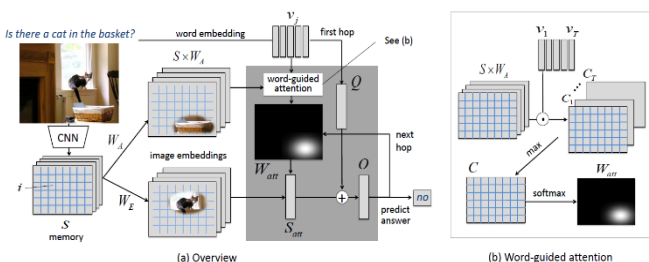 Is there a cat in the basket?
word embedding
v_j
first hop
See (b)
S × W_A
word-guided
attention
Q
CNN
W_A
image embeddings
W_att
next
hop
i
W_E
S
memory
S_att
+
O
no
predict
answer
(a) Overview
v_1
v_T
S × W_A
C_T
C_1
max
C
W_att
softmax
(b) Word-guided attention